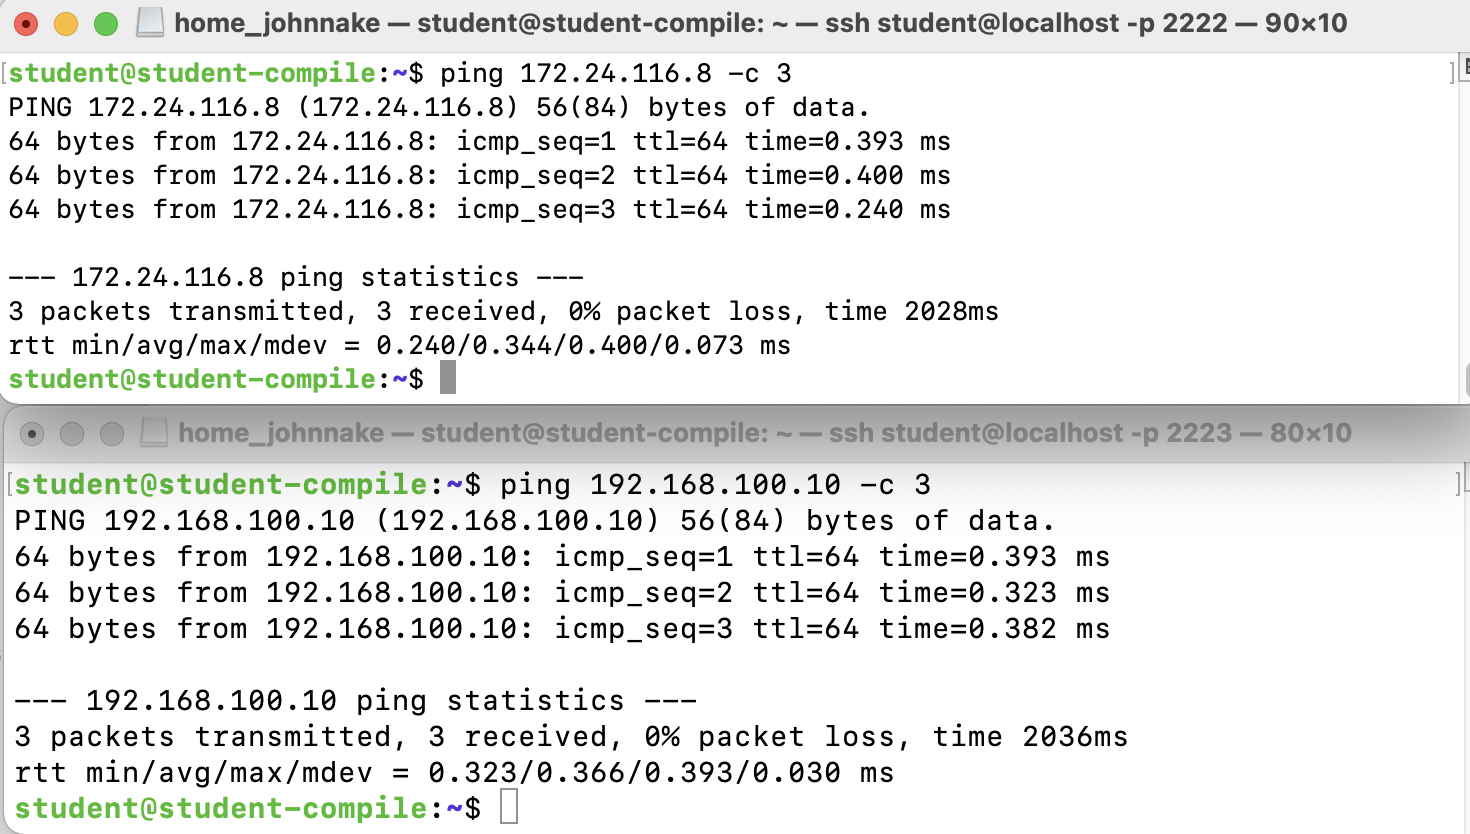 home_johnnake — student@student-compile: ~ — ssh student@localhost -p 2222 — 90×10
[student@student-compile:~$ ping 172.24.116.8 -c 3 ]
PING 172.24.116.8 (172.24.116.8) 56(84) bytes of data.
64 bytes from 172.24.116.8: icmp_seq=1 ttl=64 time=0.393 ms
64 bytes from 172.24.116.8: icmp_seq=2 ttl=64 time=0.400 ms
64 bytes from 172.24.116.8: icmp_seq=3 ttl=64 time=0.240 ms
--- 172.24.116.8 ping statistics ---
3 packets transmitted, 3 received, 0% packet loss, time 2028ms
rtt min/avg/max/mdev = 0.240/0.344/0.400/0.073 ms
student@student-compile:~$
home_johnnake — student@student-compile: ~ — ssh student@localhost -p 2223 — 80×10
[student@student-compile:~$ ping 192.168.100.10 -c 3 ]
PING 192.168.100.10 (192.168.100.10) 56(84) bytes of data.
64 bytes from 192.168.100.10: icmp_seq=1 ttl=64 time=0.393 ms
64 bytes from 192.168.100.10: icmp_seq=2 ttl=64 time=0.323 ms
64 bytes from 192.168.100.10: icmp_seq=3 ttl=64 time=0.382 ms
--- 192.168.100.10 ping statistics ---
3 packets transmitted, 3 received, 0% packet loss, time 2036ms
rtt min/avg/max/mdev = 0.323/0.366/0.393/0.030 ms
student@student-compile:~$